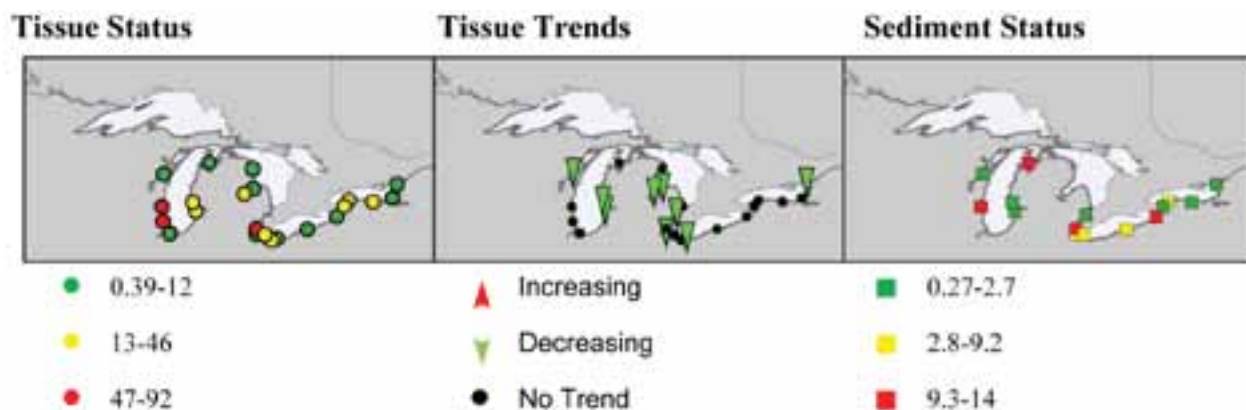 Tissue Status Tissue Trends Sediment Status
0.39-12 Increasing 0.27-2.7
13-46 Decreasing 2.8-9.2
47-92 No Trend 9.3-14